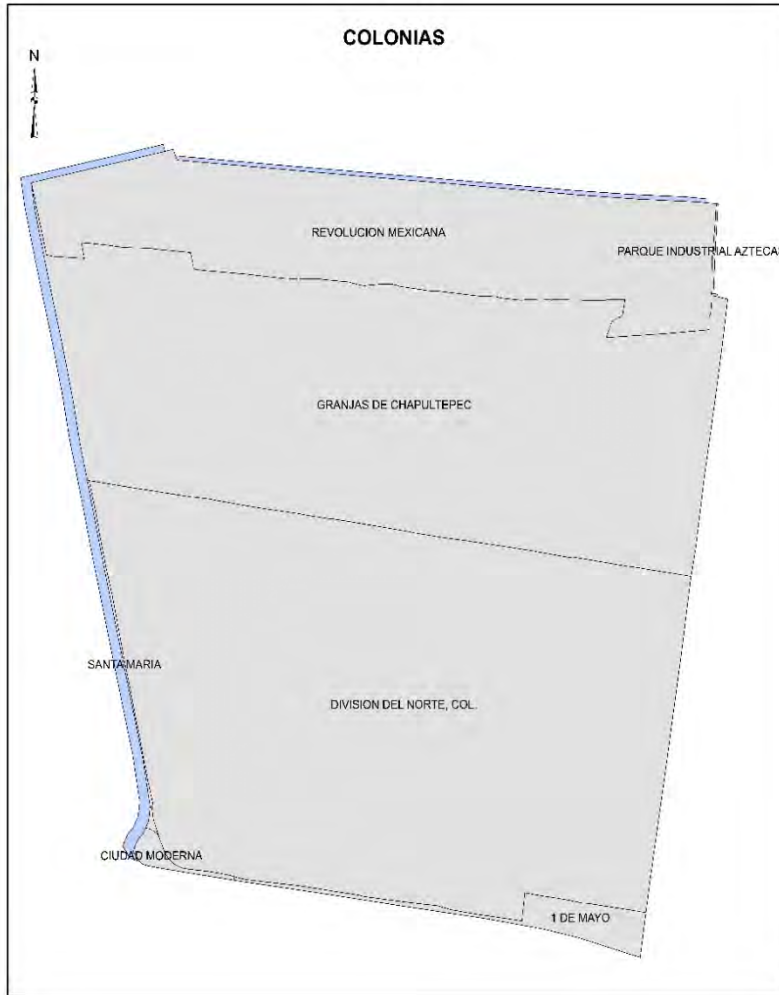 COLONIAS
N
REVOLUCION MEXICANA
PARQUE INDUSTRIAL AZTECAS
GRANJAS DE CHAPULTEPEC
SANTA MARIA
DIVISION DEL NORTE, COL.
CIUDAD MODERNA
1 DE MAYO